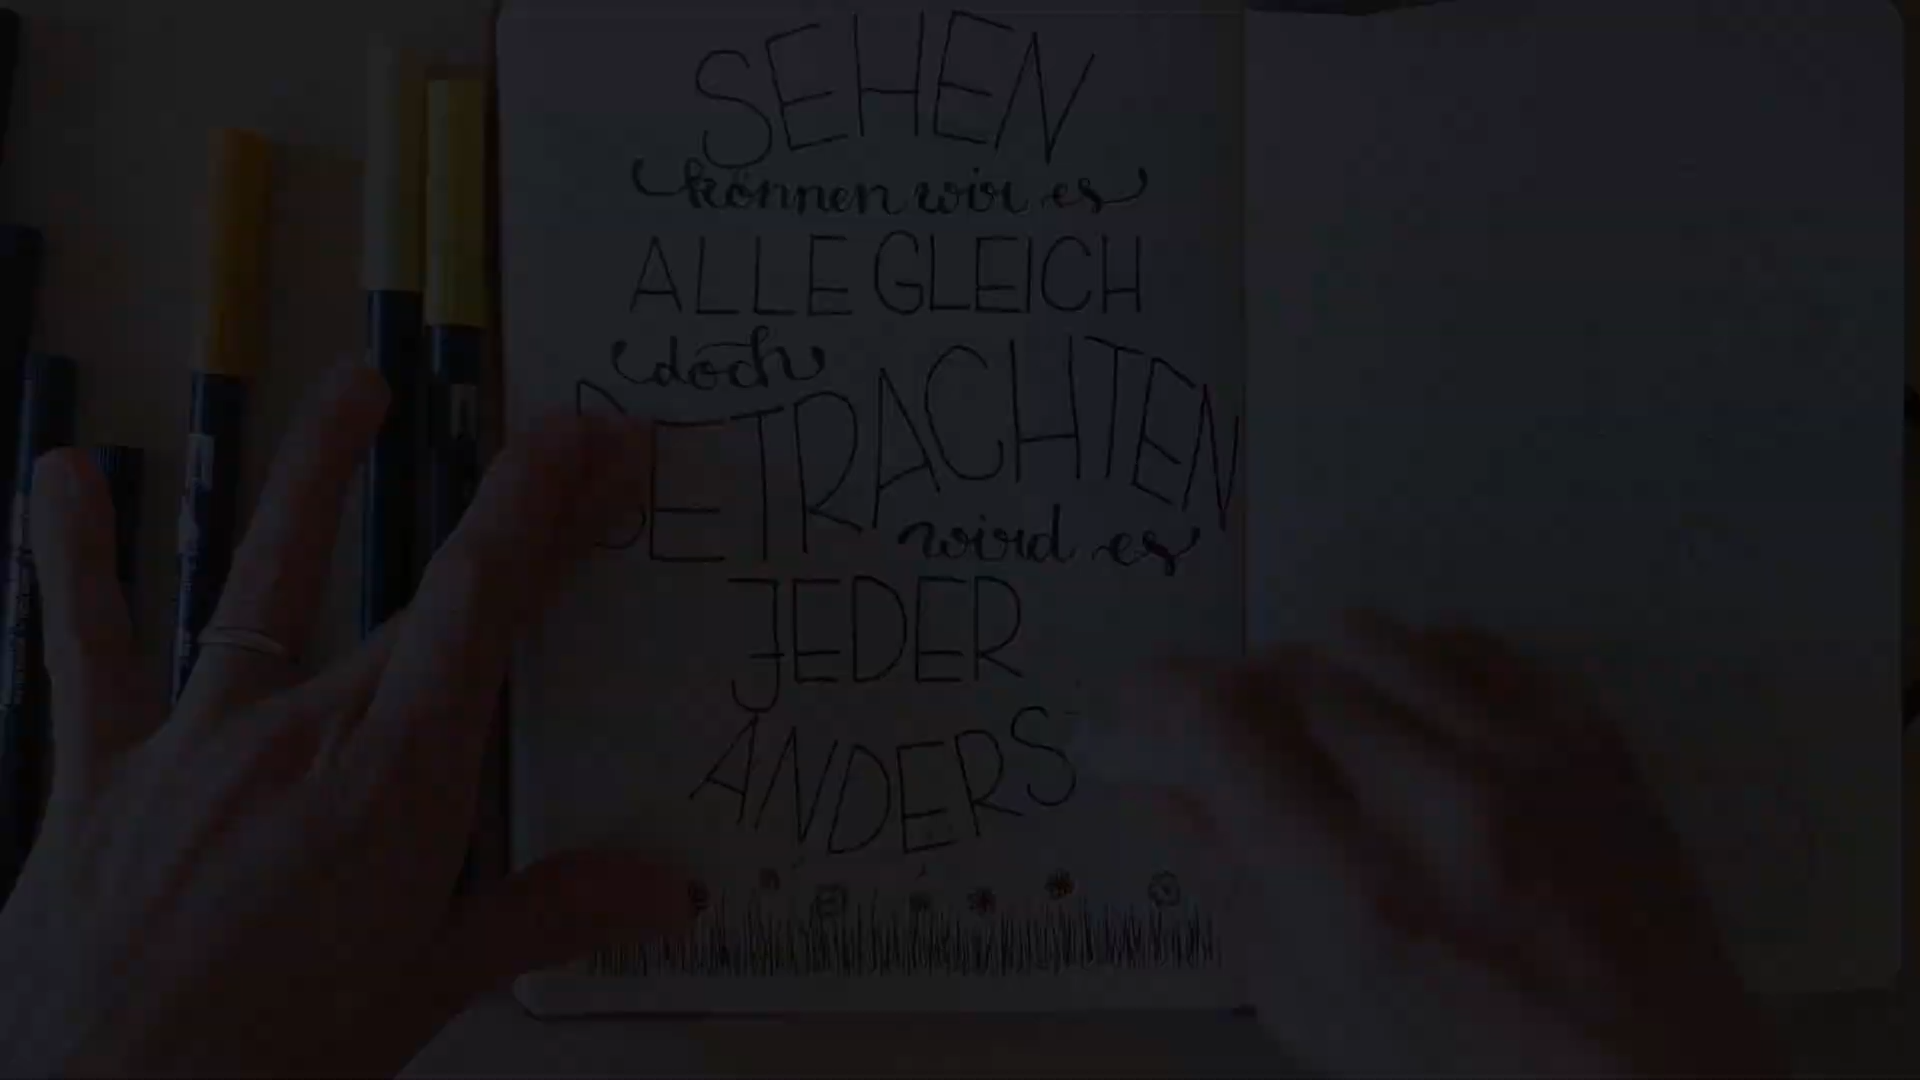 SEHEN
können wir es
ALLE GLEICH
doch
BETRACHTEN
wird es
JEDER
ANDERS